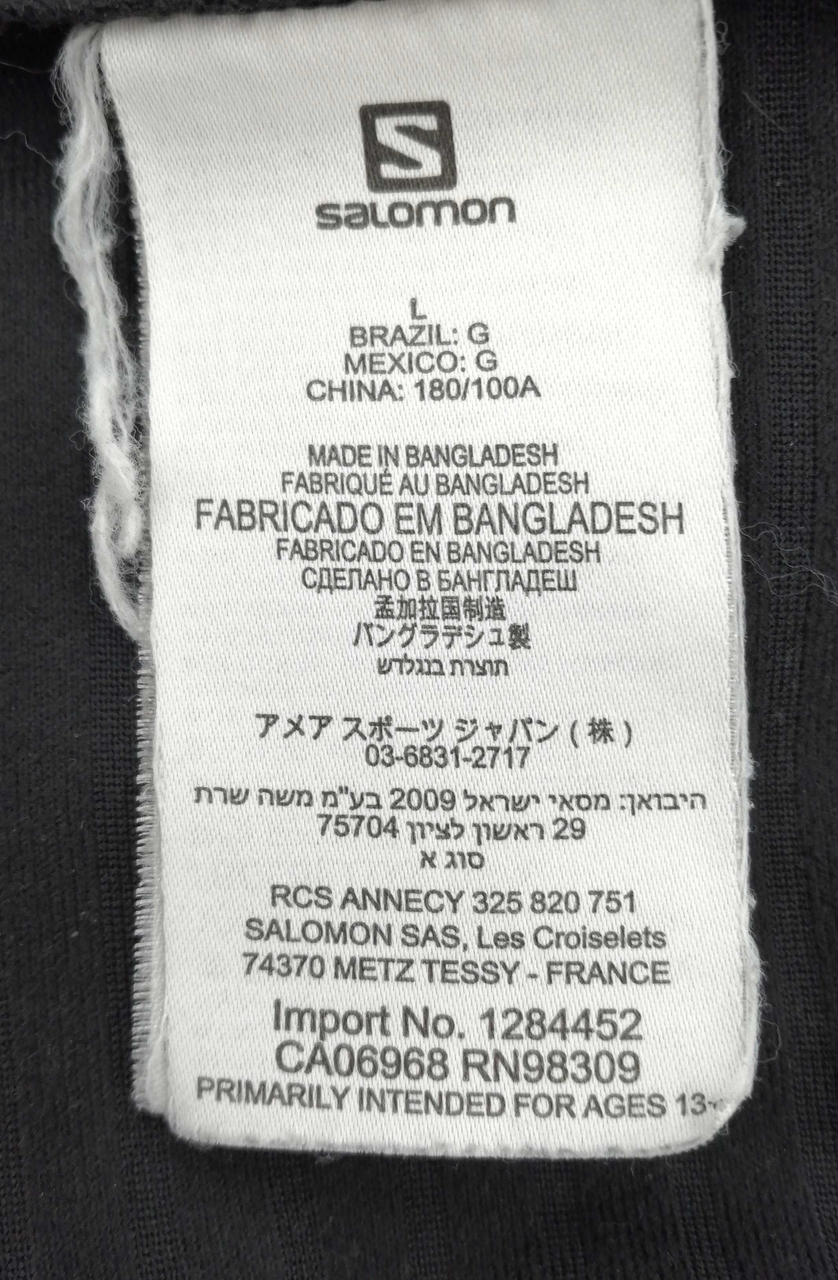 S
SALOMON
L
BRAZIL: G
MEXICO: G
CHINA: 180/100A
MADE IN BANGLADESH
FABRIQUÉ AU BANGLADESH
FABRICADO EM BANGLADESH
FABRICADO EN BANGLADESH
СДЕЛАНО В БАНГЛАДЕШ
孟加拉国制造
バングラデシュ製
תוצרת בנגלדש
アメア スポーツ ジャパン ( 株 )
03-6831-2717
היבואן: מסאי ישראל 2009 בע"מ משה שרת
29 ראשון לציון 75704
סוג א
RCS ANNECY 325 820 751
SALOMON SAS, Les Croiselets
74370 METZ TESSY - FRANCE
Import No. 1284452
CA06968 RN98309
PRIMARILY INTENDED FOR AGES 13+